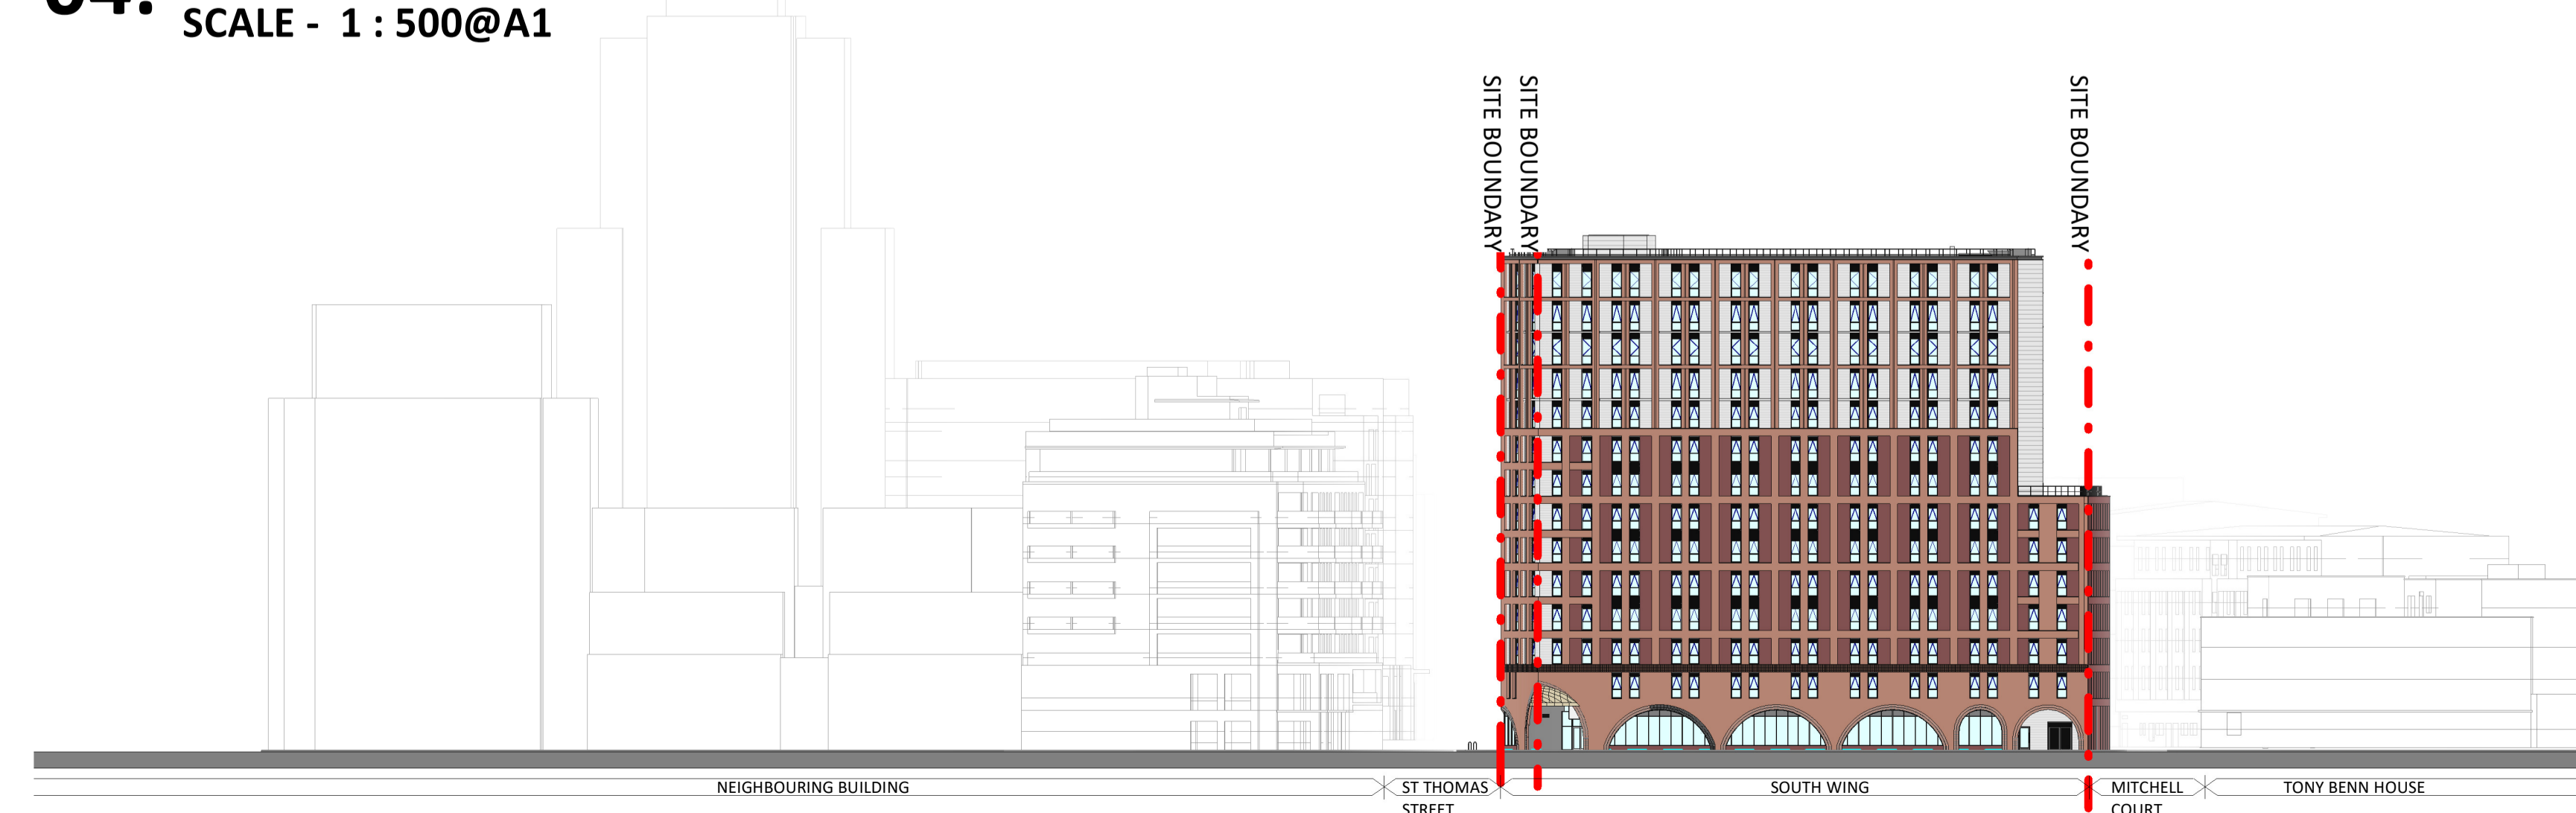 04.
SCALE - 1 : 500@A1
SITE BOUNDARY
SITE BOUNDARY
SITE BOUNDARY
NEIGHBOURING BUILDING
ST THOMAS
STREET
SOUTH WING
MITCHELL
COURT
TONY BENN HOUSE